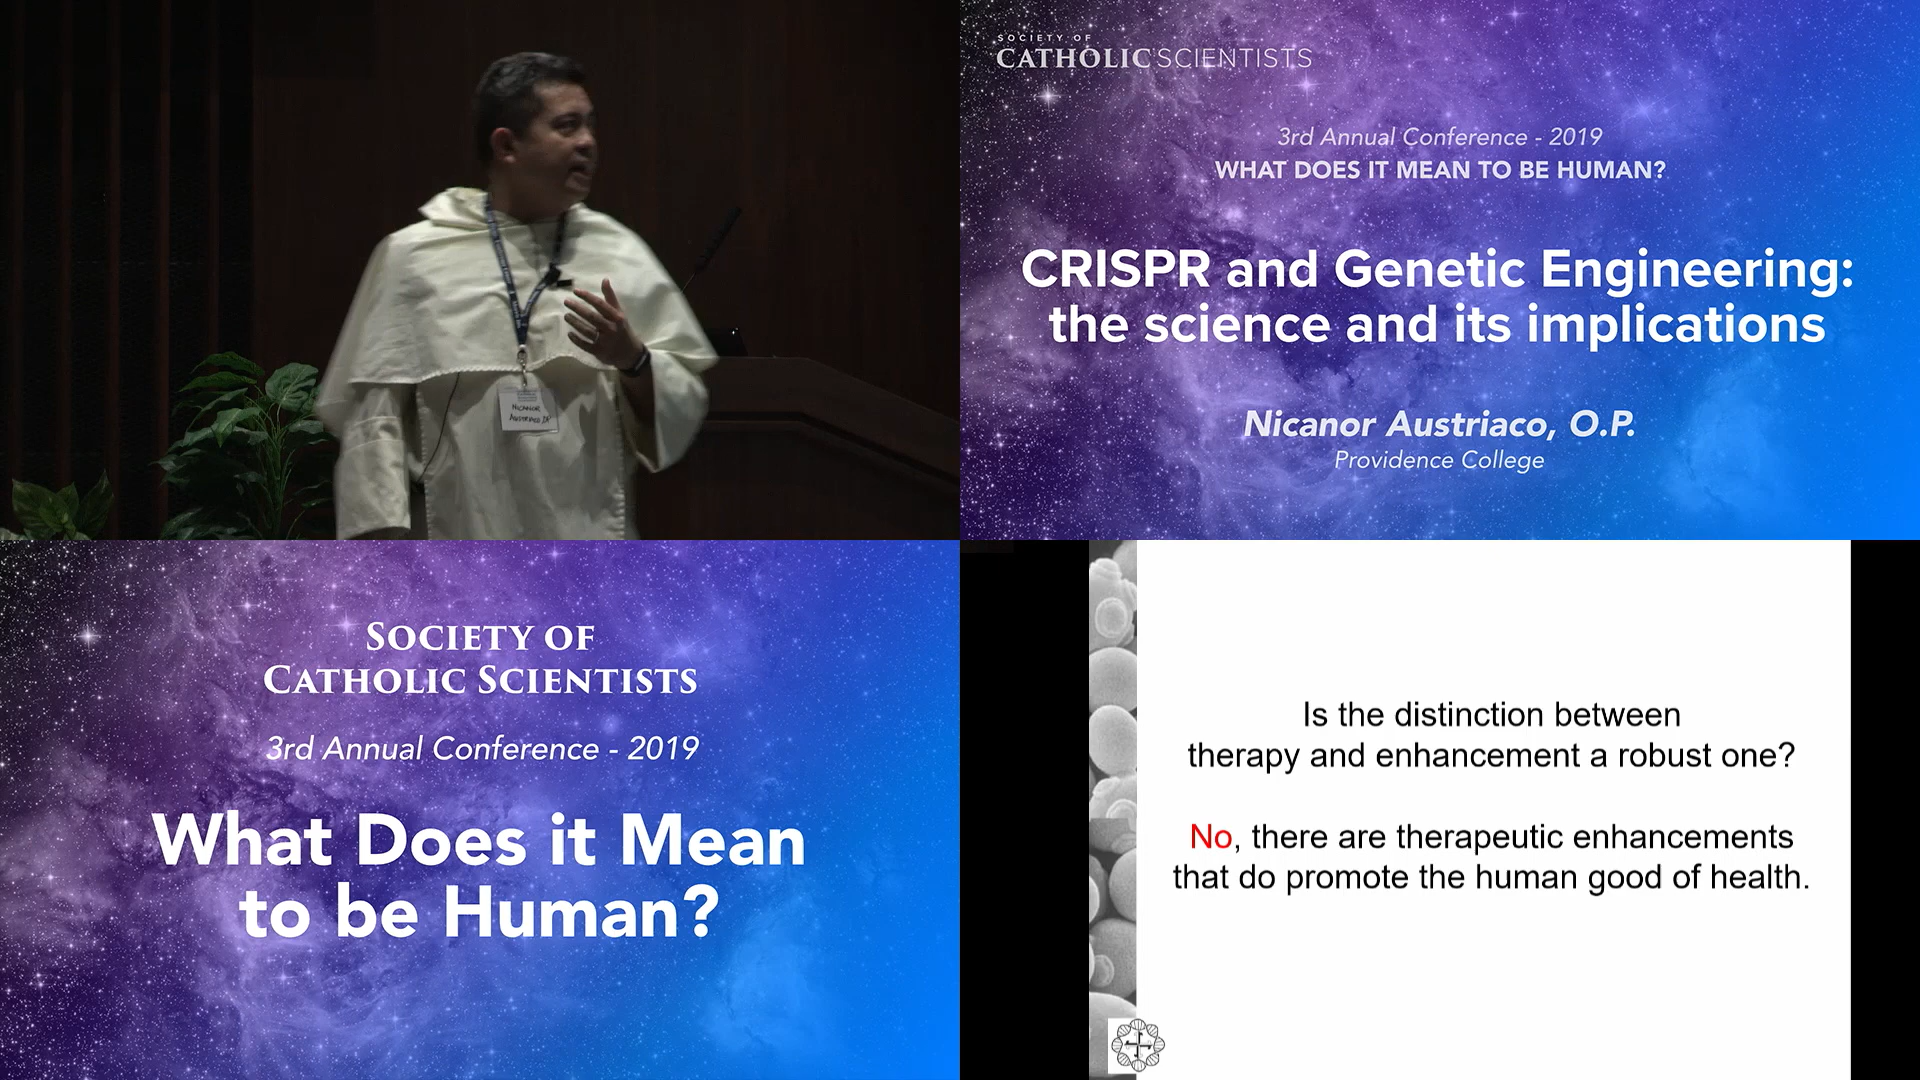 NICANOR
AUSTRIACO, OP
SOCIETY OF
CATHOLIC SCIENTISTS
3rd Annual Conference - 2019
WHAT DOES IT MEAN TO BE HUMAN?
CRISPR and Genetic Engineering:
the science and its implications
Nicanor Austriaco, O.P.
Providence College
SOCIETY OF
CATHOLIC SCIENTISTS
3rd Annual Conference - 2019
What Does it Mean
to be Human?
Is the distinction between
therapy and enhancement a robust one?
No, there are therapeutic enhancements
that do promote the human good of health.